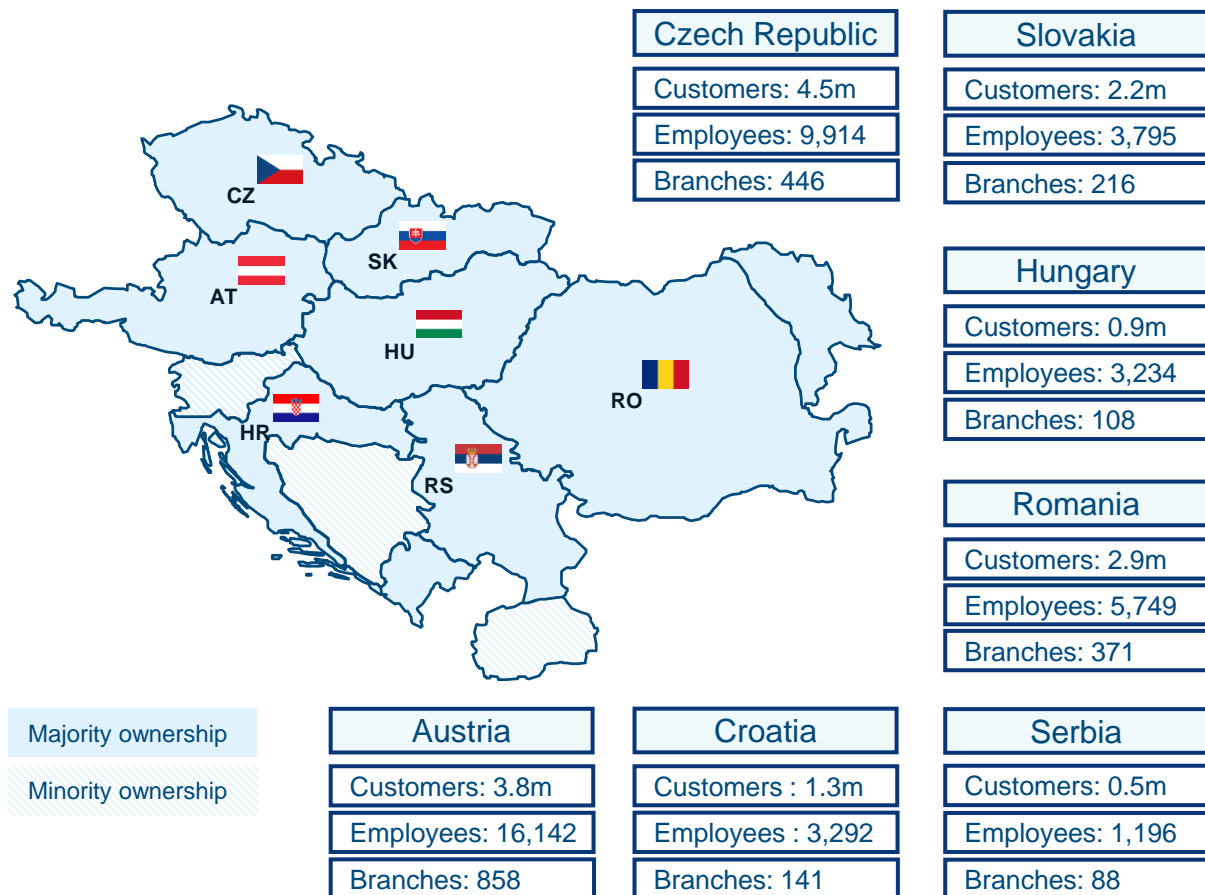 Czech Republic
Customers: 4.5m
Employees: 9,914
Branches: 446
Slovakia
Customers: 2.2m
Employees: 3,795
Branches: 216
CZ
SK
AT
HU
RO
HR
RS
Hungary
Customers: 0.9m
Employees: 3,234
Branches: 108
Romania
Customers: 2.9m
Employees: 5,749
Branches: 371
Majority ownership
Minority ownership
Austria
Customers: 3.8m
Employees: 16,142
Branches: 858
Croatia
Customers : 1.3m
Employees : 3,292
Branches: 141
Serbia
Customers: 0.5m
Employees: 1,196
Branches: 88